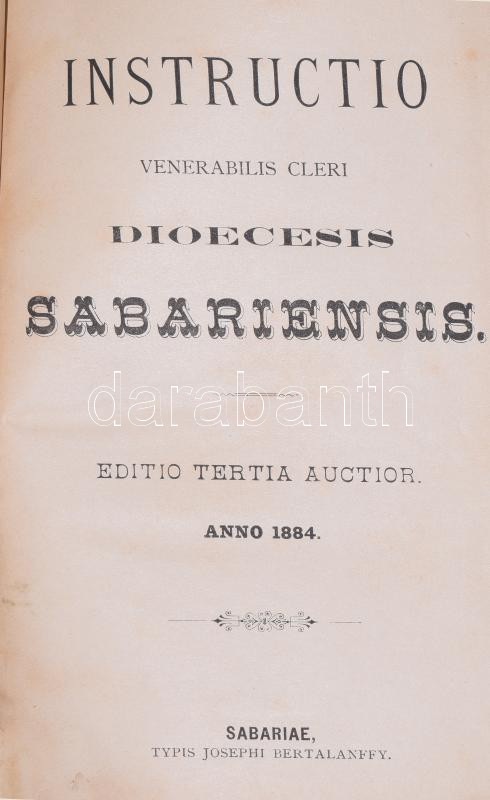 INSTRUCTIO
VENERABILIS CLERI
DIOECESIS
SABARIENSIS.
darabanth
EDITIO TERTIA AUCTIOR.
ANNO 1884.
SABARIAE,
TYPIS JOSEPHI BERTALANFFY.